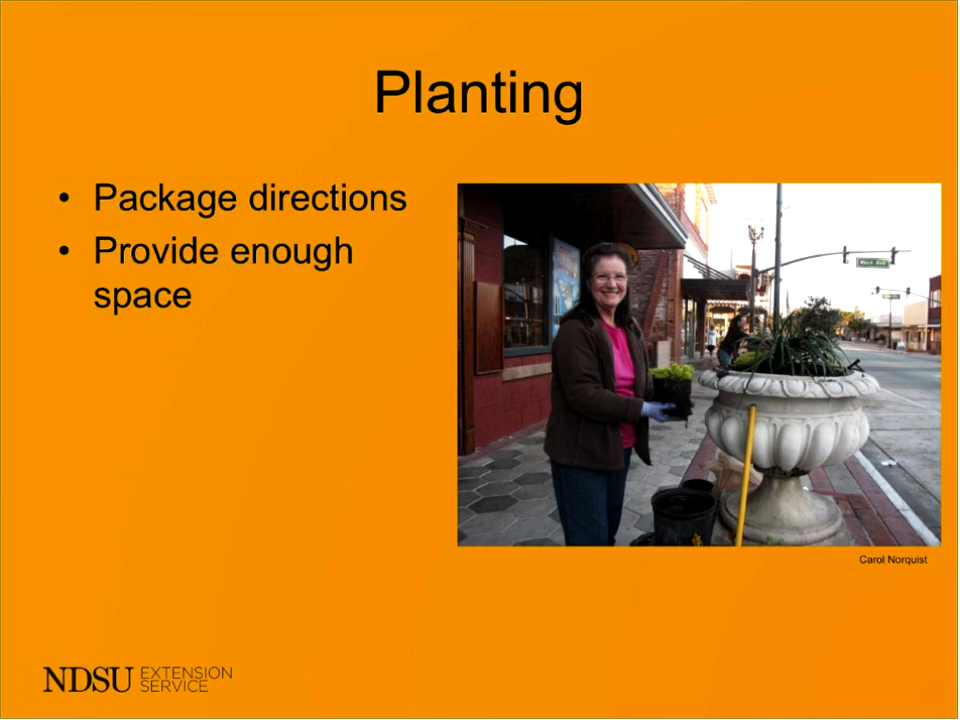 Planting
• Package directions
• Provide enough
space
Carol Norquist
NDSU EXTENSION
SERVICE